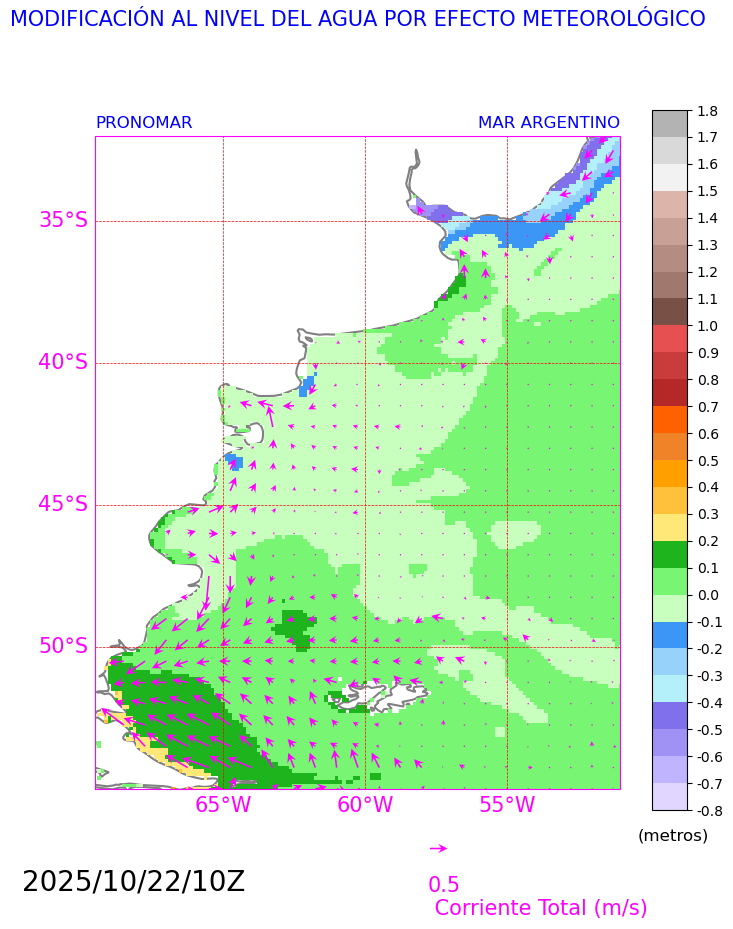 MODIFICACIÓN AL NIVEL DEL AGUA POR EFECTO METEOROLÓGICO
PRONOMAR MAR ARGENTINO
35°S
40°S
45°S
50°S
65°W 60°W 55°W
1.8
1.7
1.6
1.5
1.4
1.3
1.2
1.1
1.0
0.9
0.8
0.7
0.6
0.5
0.4
0.3
0.2
0.1
0.0
-0.1
-0.2
-0.3
-0.4
-0.5
-0.6
-0.7
-0.8
(metros)
2025/10/22/10Z
0.5
Corriente Total (m/s)